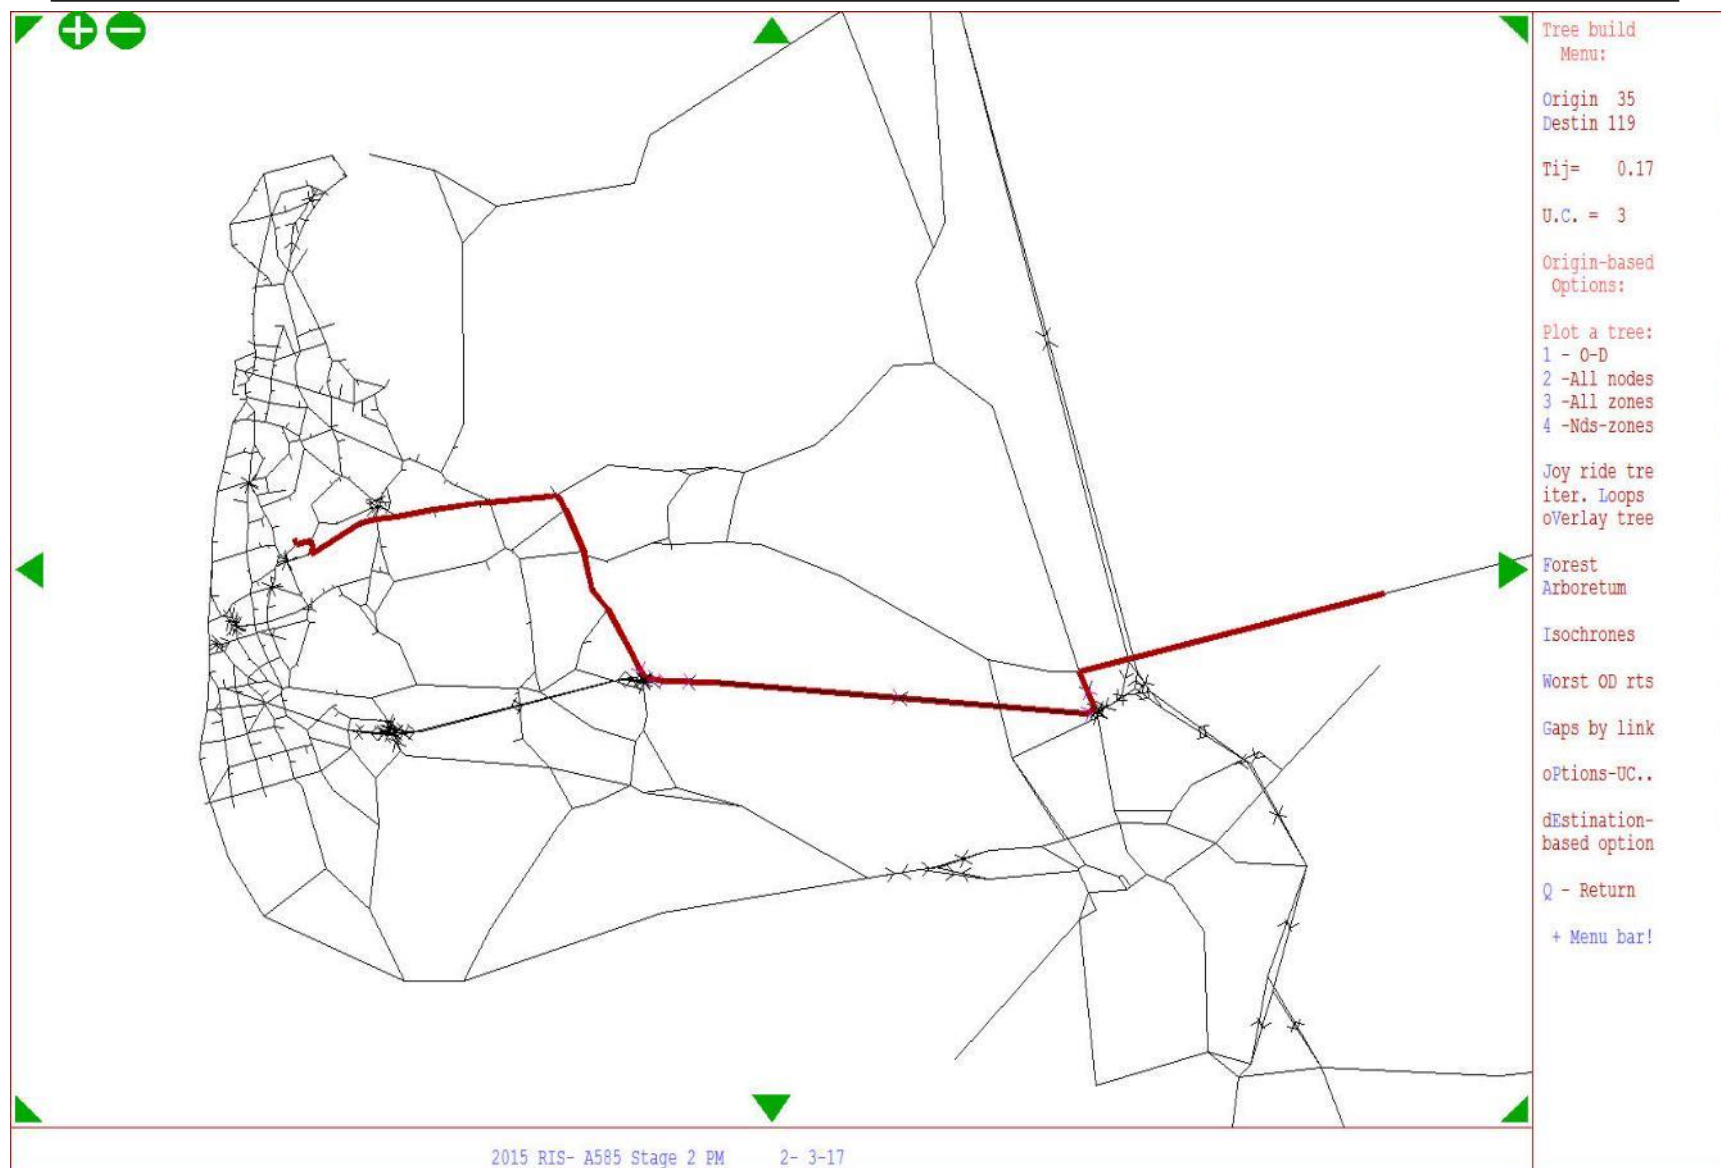 Tree build
Menu:
Origin 35
Destin 119
Tij= 0.17
U.C. = 3
Origin-based
Options:
Plot a tree:
1 - O-D
2 -All nodes
3 -All zones
4 -Nds-zones
Joy ride tre
iter. Loops
oVerlay tree
Forest
Arboretum
Isochrones
Worst OD rts
Gaps by link
oPtions-UC..
dEstination-
based option
Q - Return
+ Menu bar!
2015 RIS- A585 Stage 2 PM 2- 3-17